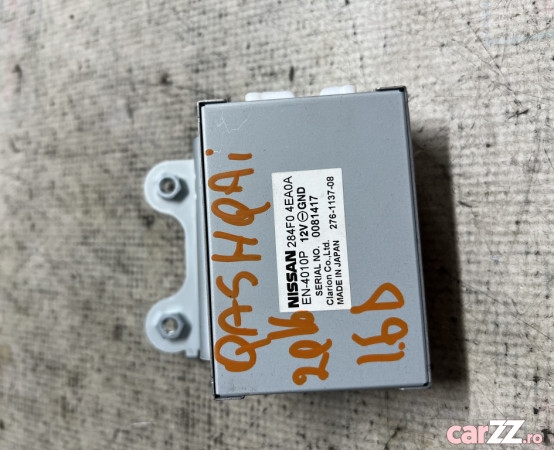 NISSAN 284F0 4EA0A
EN-4010P 12V ⊖ GND
SERIAL NO. 0081417
Clarion Co.,Ltd. 276-1137-08
MADE IN JAPAN
QASHQAi
2016
1.6D
carZZ.ro